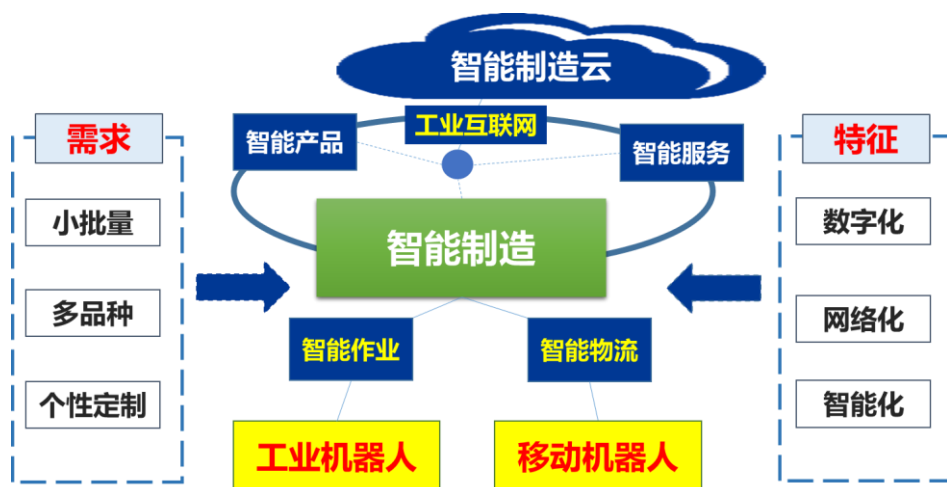 智能制造云
工业互联网
智能产品
智能服务
智能制造
智能作业
智能物流
工业机器人
移动机器人
需求
小批量
多品种
个性定制
特征
数字化
网络化
智能化